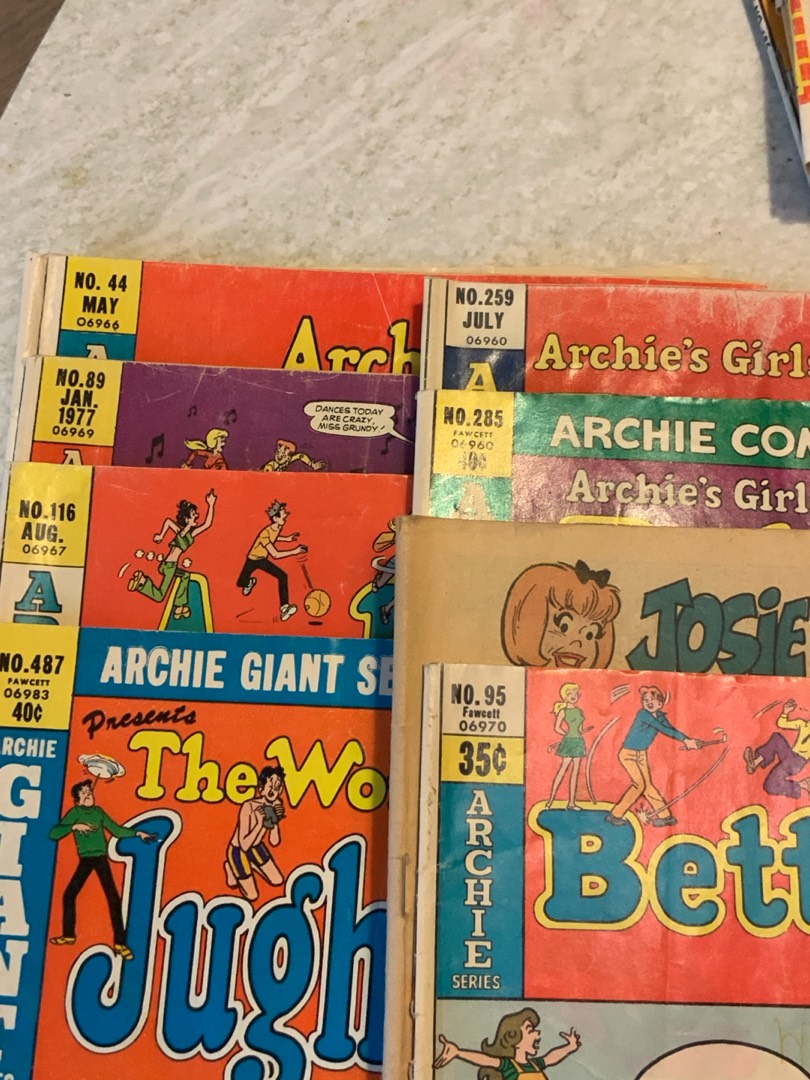 NO. 44
MAY
06966
Arch
NO.89
JAN.
1977
06969
DANCES TODAY
ARE CRAZY,
MISS GRUNDY!
NO.116
AUG.
06967
NO.487
FAWCETT
06983
40¢
ARCHIE GIANT SE
ARCHIE
GIANT
Presents
The Wo
Jugh
NO.259
JULY
06960
A
Archie's Girl
NO.285
FAWCETT
06960
40¢
A
ARCHIE COM
Archie's Girl
JOSIE
NO. 95
Fawcett
06970
35¢
ARCHIE
SERIES
Bett